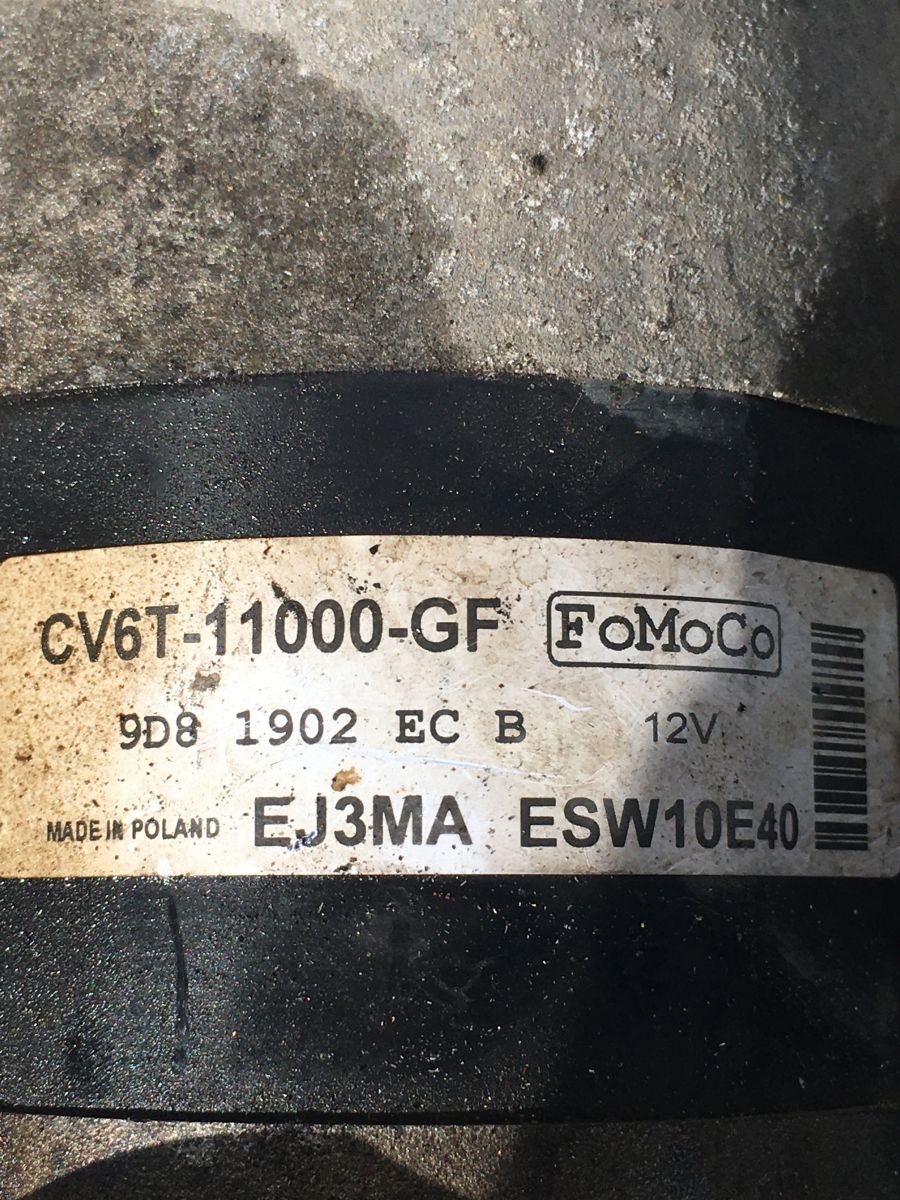 CV6T-11000-GF FoMoCo
9D8 1902 EC B 12V
MADE IN POLAND EJ3MA ESW10E40